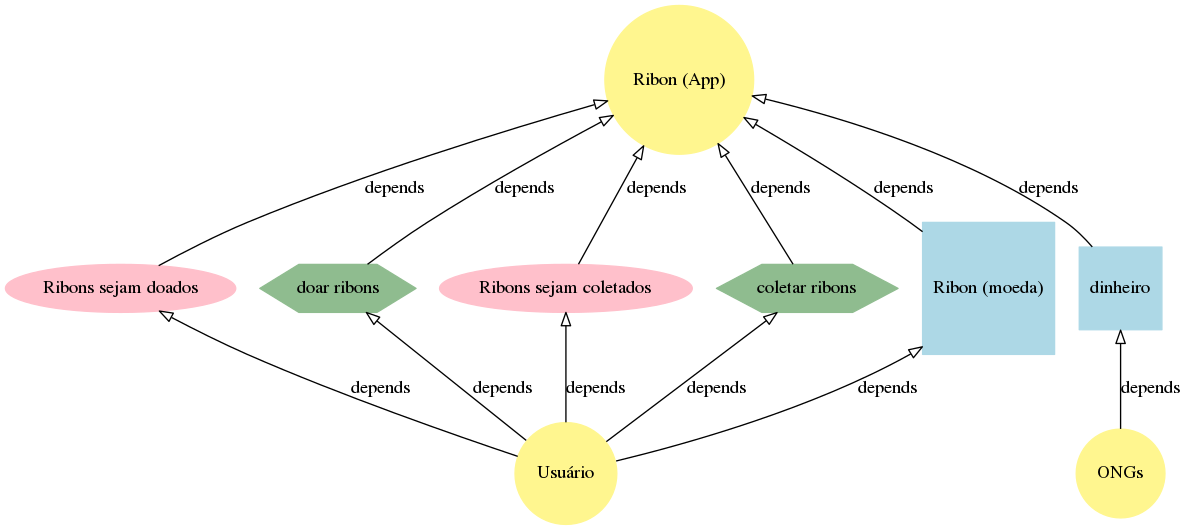 Ribon (App)
depends
depends
depends
depends
depends
depends
Ribons sejam doados
doar ribons
Ribons sejam coletados
coletar ribons
Ribon (moeda)
dinheiro
depends
depends
depends
depends
depends
depends
Usuário
ONGs